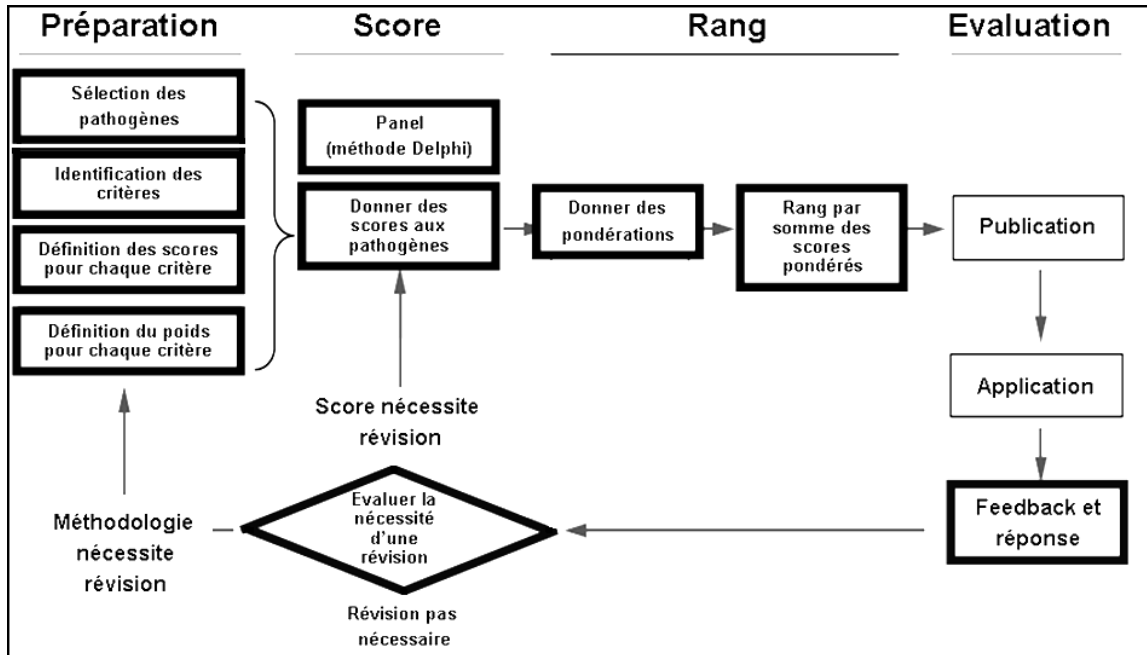 Préparation
Score
Rang
Evaluation
Sélection des
pathogènes
Identification des
critères
Définition des scores
pour chaque critère
Définition du poids
pour chaque critère
Panel
(méthode Delphi)
Donner des
scores aux
pathogènes
Donner des
pondérations
Rang par
somme des
scores
pondérés
Publication
Application
Feedback et
réponse
Score nécessite
révision
Evaluer la
nécessité
d'une
révision
Méthodologie
nécessite
révision
Révision pas
nécessaire